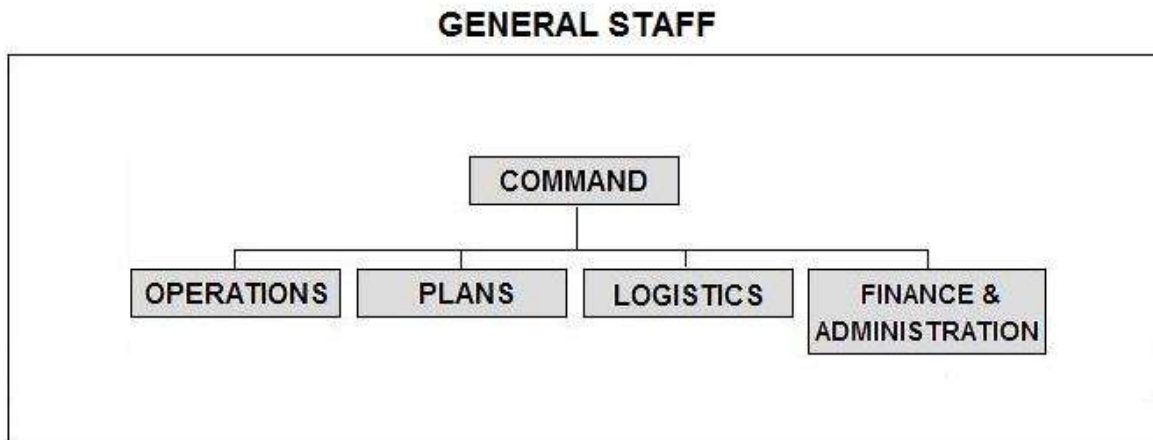 GENERAL STAFF
COMMAND
OPERATIONS
PLANS
LOGISTICS
FINANCE &
ADMINISTRATION